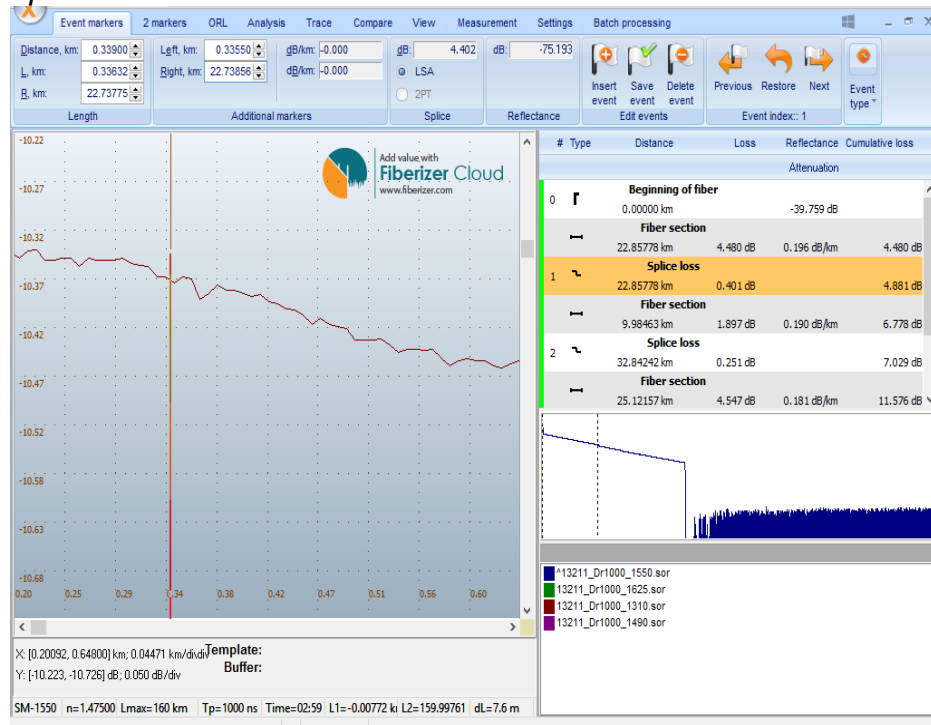 Event markers 2 markers ORL Analysis Trace Compare View Measurement Settings Batch processing
Distance, km: 0.33900 Left, km: 0.33550 dB/km: -0.000 dB: 4.402 dB: -75.193
L, km: 0.33632 Right, km: 22.73856 dB/km: -0.000 LSA
R, km: 22.73775 2PT
Insert event Save event Delete event Previous Restore Next Event type
Length Additional markers Splice Reflectance Edit events Event index:: 1
-10.22
-10.27
-10.32
-10.37
-10.42
-10.47
-10.52
-10.58
-10.63
-10.68
0.20 0.25 0.29 0.34 0.38 0.42 0.47 0.51 0.56 0.60
Add value with
Fiberizer Cloud
www.fiberizer.com
X: [0.20092, 0.64800] km; 0.04471 km/div
Y: [-10.223, -10.726] dB; 0.050 dB/div
Template:
Buffer:
SM-1550 n=1.47500 Lmax=160 km Tp=1000 ns Time=02:59 L1=-0.00772 L2=159.99761 dL=7.6 m
# Type Distance Loss Reflectance Cumulative loss
Attenuation
Beginning of fiber
0 0.00000 km -39.759 dB
Fiber section
22.85778 km 4.480 dB 0.196 dB/km 4.480 dB
Splice loss
1 22.85778 km 0.401 dB 4.881 dB
Fiber section
9.98463 km 1.897 dB 0.190 dB/km 6.778 dB
Splice loss
2 32.84242 km 0.251 dB 7.029 dB
Fiber section
25.12157 km 4.547 dB 0.181 dB/km 11.576 dB
^13211_Dr1000_1550.sor
13211_Dr1000_1625.sor
13211_Dr1000_1310.sor
13211_Dr1000_1490.sor